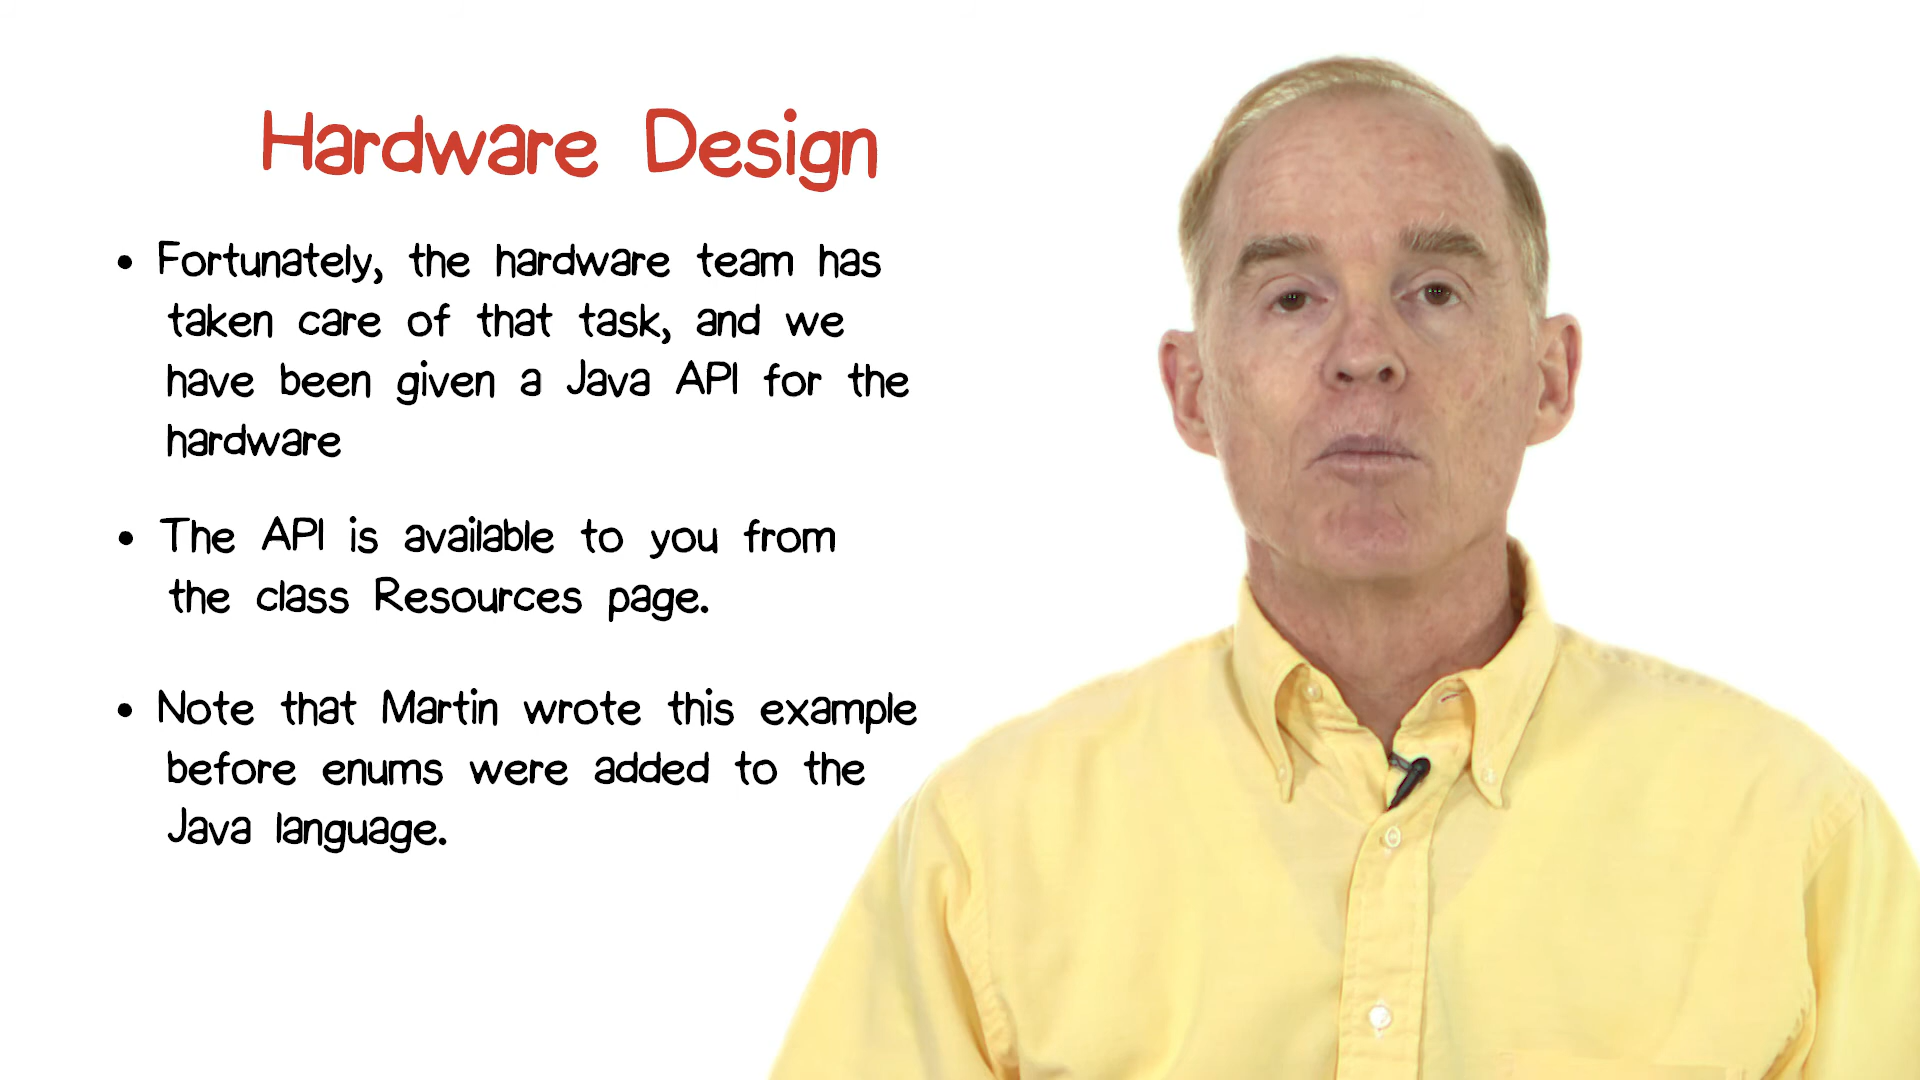 Hardware Design
• Fortunately, the hardware team has
taken care of that task, and we
have been given a Java API for the
hardware
• The API is available to you from
the class Resources page.
• Note that Martin wrote this example
before enums were added to the
Java language.